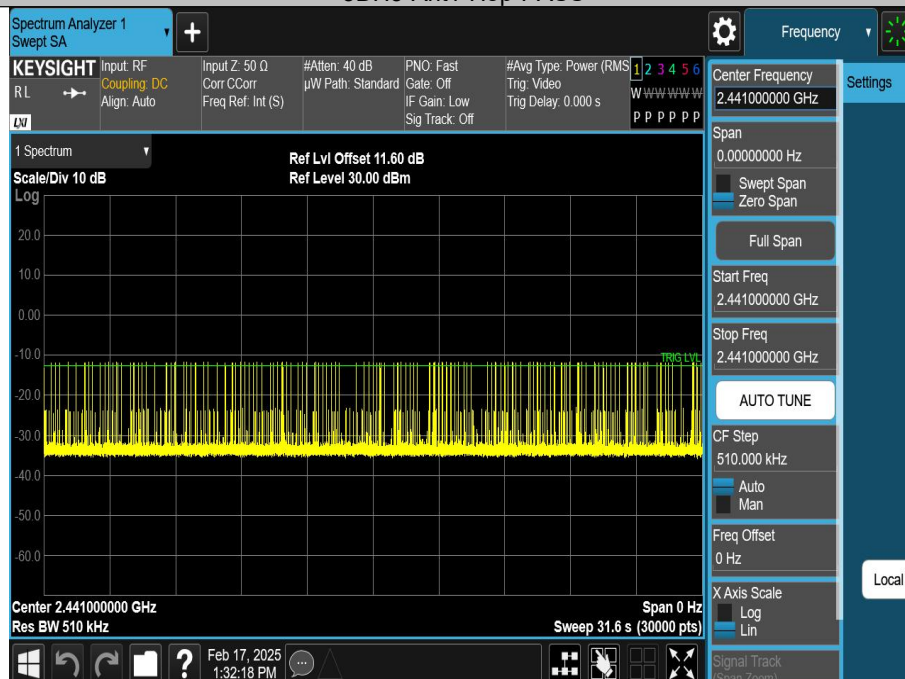 Spectrum Analyzer 1
Swept SA
Frequency
KEYSIGHT
RL
LXI
Input: RF
Coupling: DC
Align: Auto
Input Z: 50 Ω
Corr CCorr
Freq Ref: Int (S)
#Atten: 40 dB
µW Path: Standard
PNO: Fast
Gate: Off
IF Gain: Low
Sig Track: Off
#Avg Type: Power (RMS
Trig: Video
Trig Delay: 0.000 s
1 2 3 4 5 6
W W W W W W
P P P P P P
1 Spectrum
Scale/Div 10 dB
Log
Ref Lvl Offset 11.60 dB
Ref Level 30.00 dBm
20.0
10.0
0.00
-10.0
TRIG LVL
-20.0
-30.0
-40.0
-50.0
-60.0
Center 2.441000000 GHz
Res BW 510 kHz
Span 0 Hz
Sweep 31.6 s (30000 pts)
Feb 17, 2025
1:32:18 PM
Center Frequency
2.441000000 GHz
Settings
Span
0.00000000 Hz
Swept Span
Zero Span
Full Span
Start Freq
2.441000000 GHz
Stop Freq
2.441000000 GHz
AUTO TUNE
CF Step
510.000 kHz
Auto
Man
Freq Offset
0 Hz
Local
X Axis Scale
Log
Lin
Signal Track